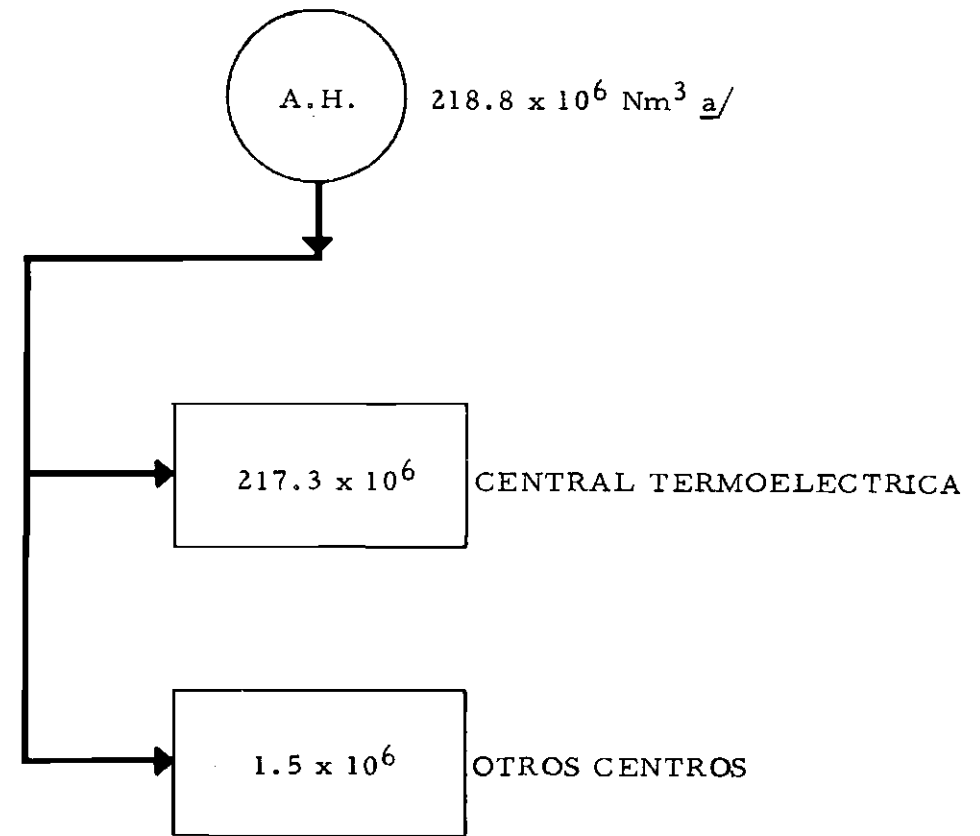 A.H. 218.8 x 10⁶ Nm³ a/
217.3 x 10⁶ CENTRAL TERMOELECTRICA
1.5 x 10⁶ OTROS CENTROS